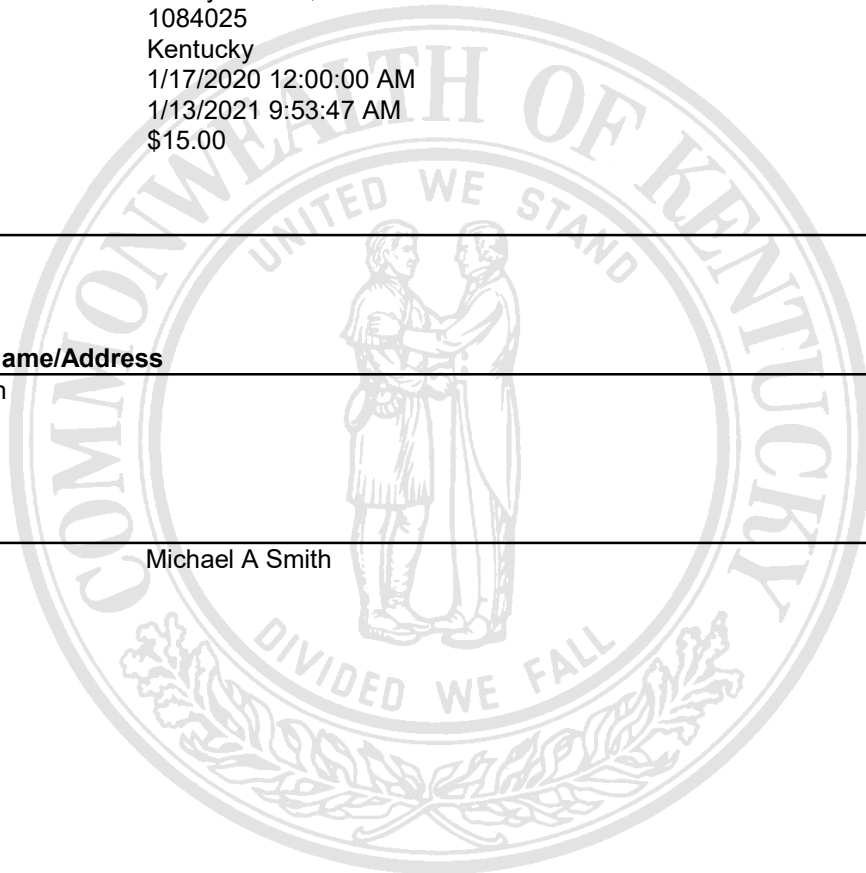 1084025
Kentucky
1/17/2020 12:00:00 AM
1/13/2021 9:53:47 AM
$15.00
COMMONWEALTH OF KENTUCKY
UNITED WE STAND
ame/Address
n
Michael A Smith
DIVIDED WE FALL